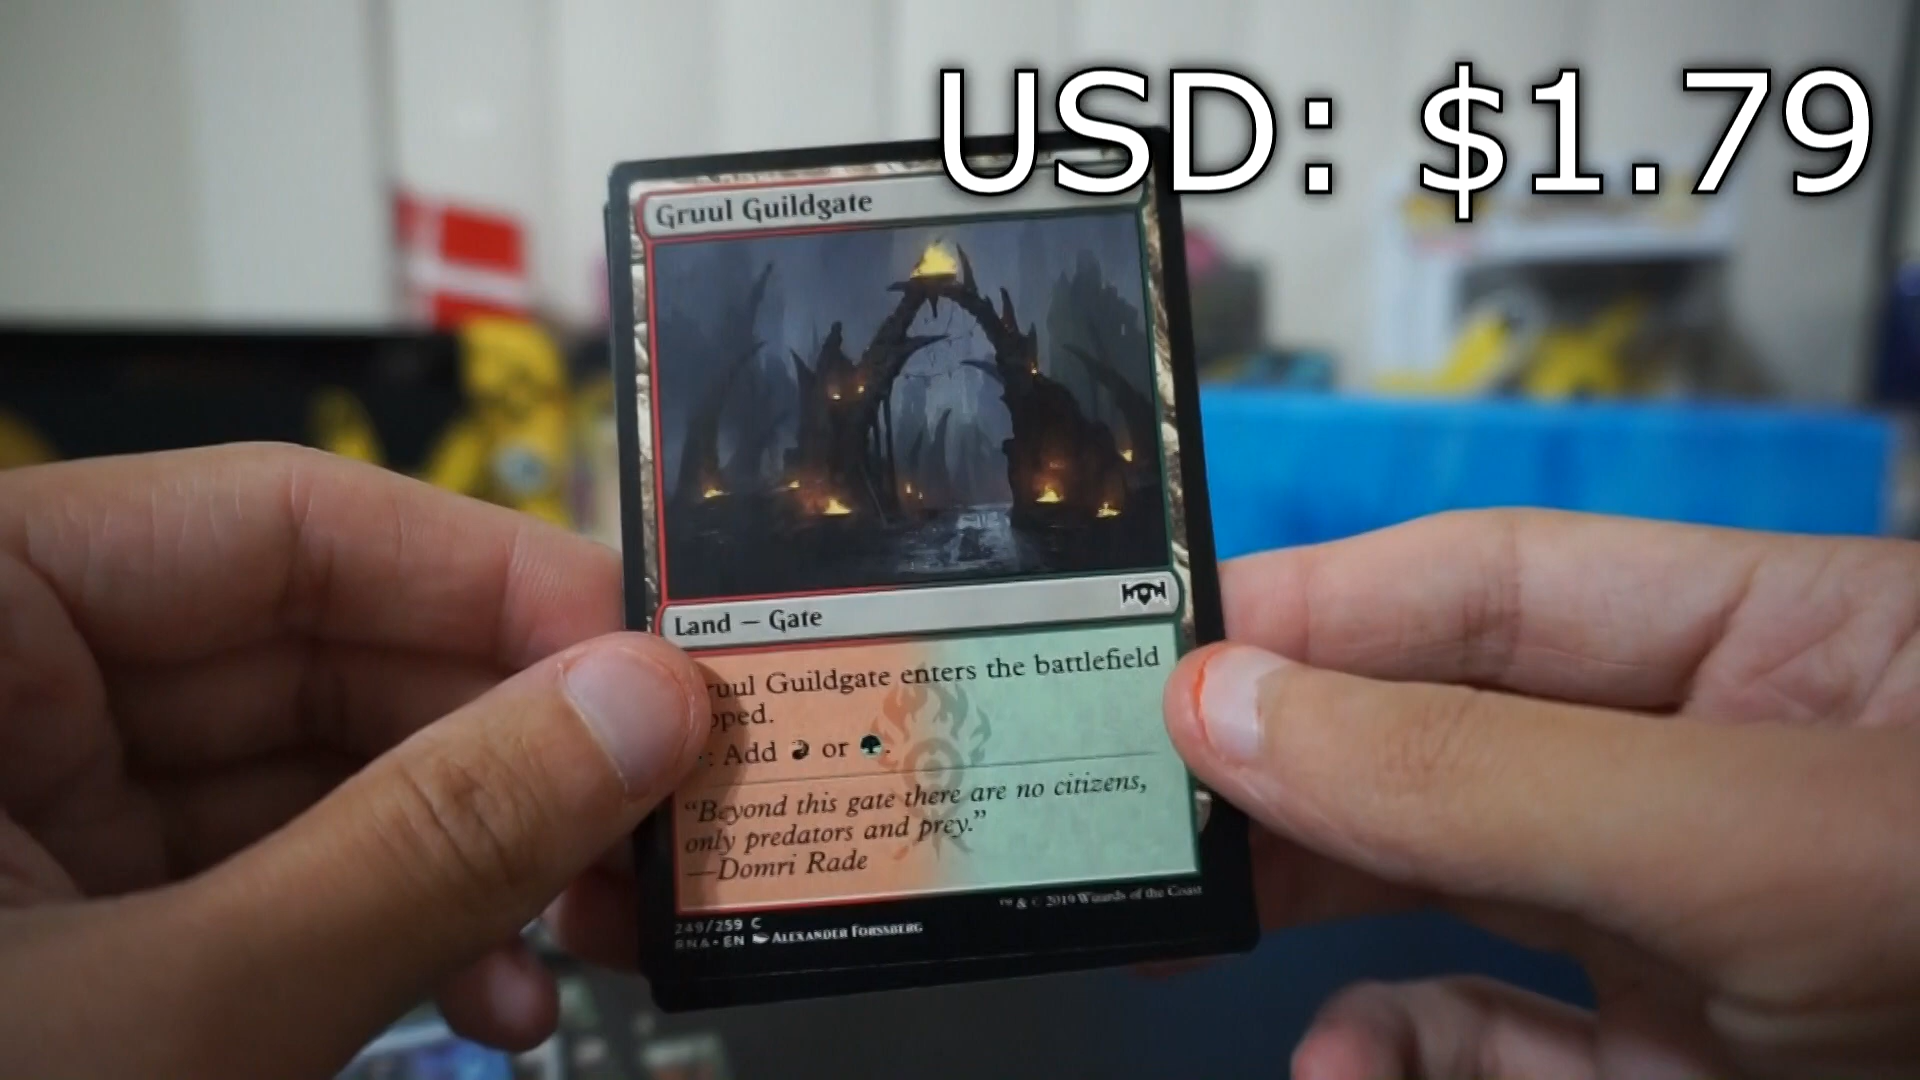 USD: $1.79
Gruul Guildgate
Land — Gate
ruul Guildgate enters the battlefield
pped.
: Add or .
“Beyond this gate there are no citizens,
only predators and prey.”
—Domri Rade
™ & © 2019 Wizards of the Coast
249/259 C
RNA • EN ALEXANDER FORSSBERG